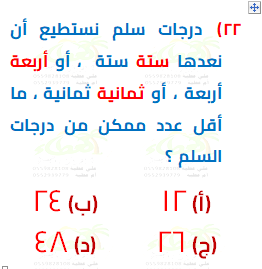 ٢٢) درجات سلم نستطيع أن
نعدها ستة ستة ، أو أربعة
أربعة ، أو ثمانية ثمانية ، ما
أقل عدد ممكن من درجات
السلم ؟
(أ) ١٢ (ب) ٢٤
(ج) ٢٦ (د) ٤٨